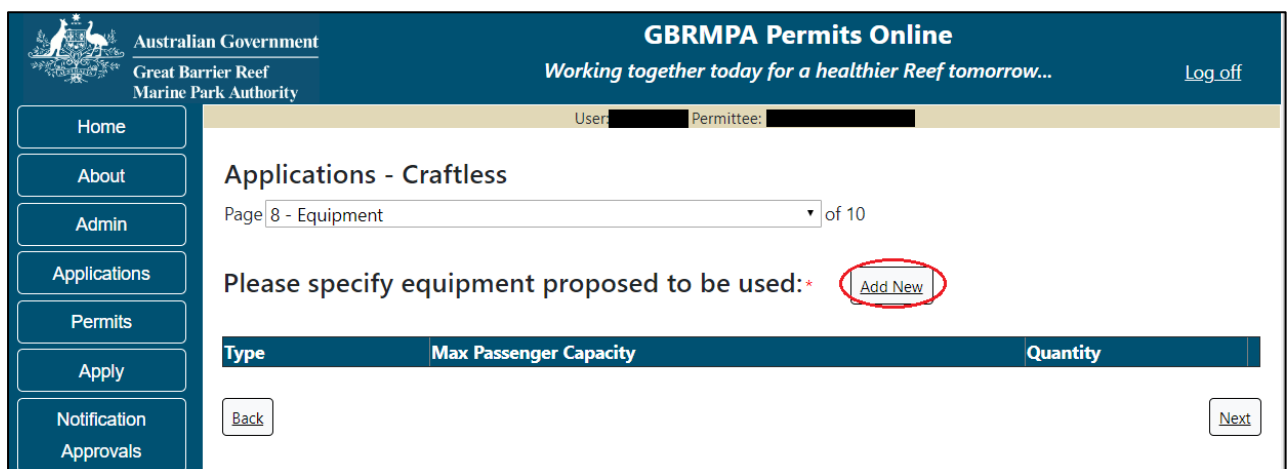 Australian Government
Great Barrier Reef
Marine Park Authority
GBRMPA Permits Online
Working together today for a healthier Reef tomorrow...
Log off
User: Permittee:
Home
About
Admin
Applications
Permits
Apply
Notification
Approvals
Applications - Craftless
Page 8 - Equipment of 10
Please specify equipment proposed to be used:* Add New
Type Max Passenger Capacity Quantity
Back Next